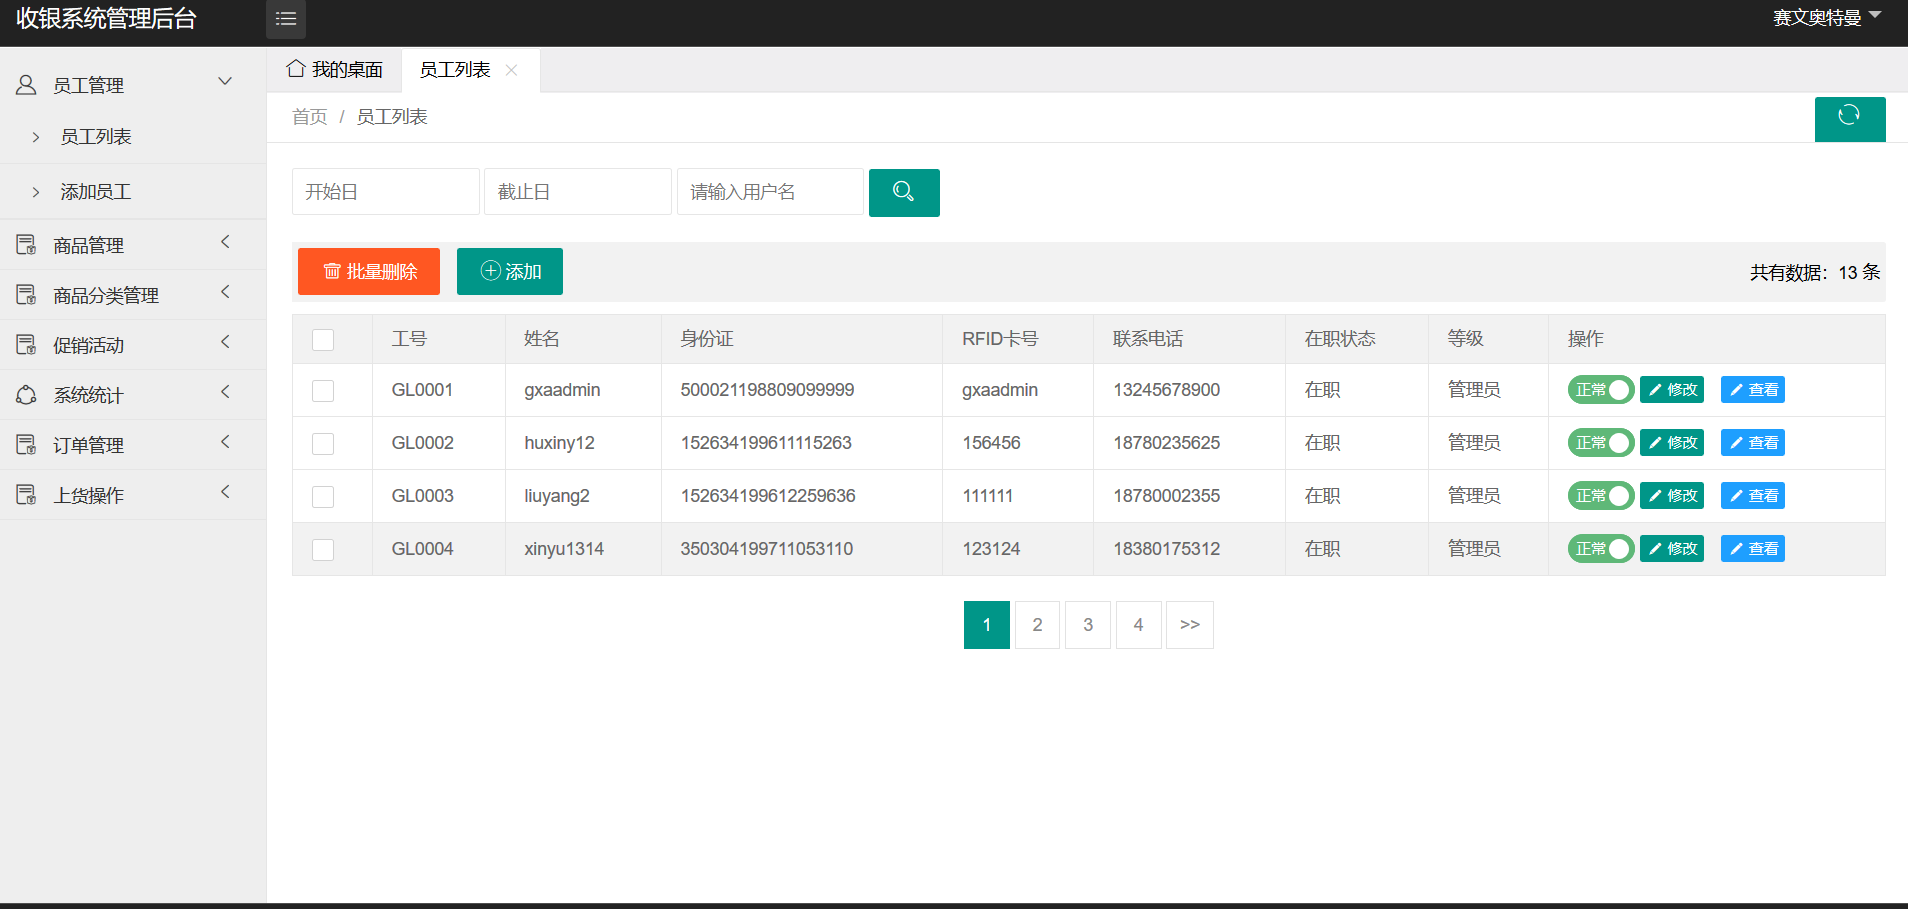 收银系统管理后台
赛文奥特曼
员工管理
员工列表
添加员工
商品管理
商品分类管理
促销活动
系统统计
订单管理
上货操作
我的桌面 员工列表
首页 / 员工列表
开始日 截止日 请输入用户名
批量删除 添加 共有数据：13 条
工号 姓名 身份证 RFID卡号 联系电话 在职状态 等级 操作
GL0001 gxaadmin 500021198809099999 gxaadmin 13245678900 在职 管理员 正常 修改 查看
GL0002 huxiny12 152634199611115263 156456 18780235625 在职 管理员 正常 修改 查看
GL0003 liuyang2 152634199612259636 111111 18780002355 在职 管理员 正常 修改 查看
GL0004 xinyu1314 350304199711053110 123124 18380175312 在职 管理员 正常 修改 查看
1 2 3 4 >>